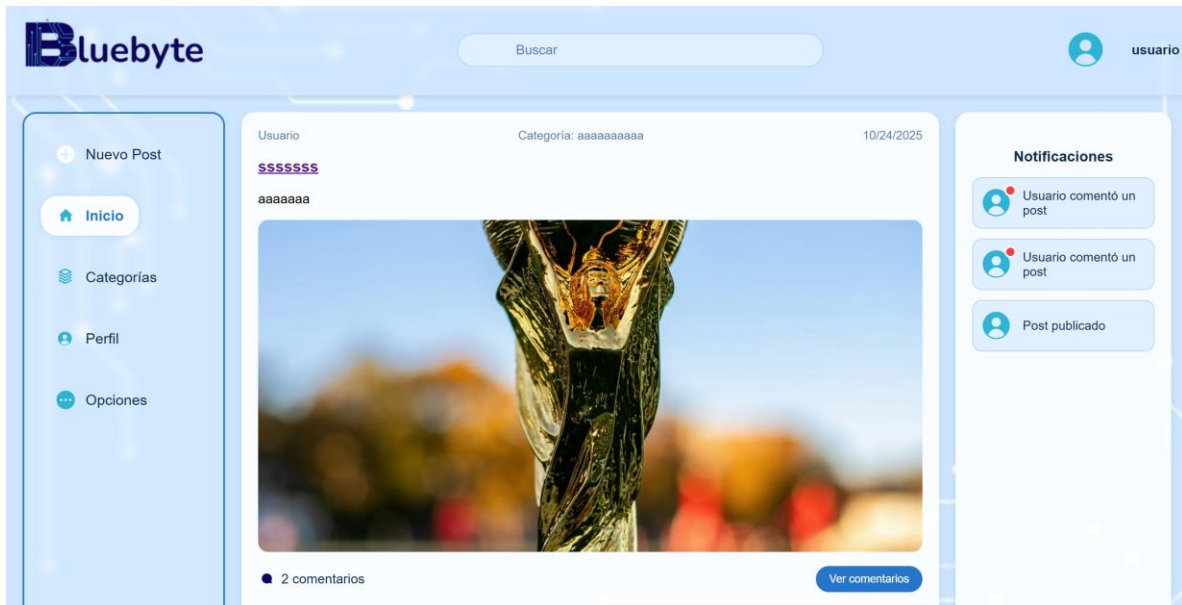 Bluebyte
Buscar
usuario
Nuevo Post
Inicio
Categorías
Perfil
Opciones
Usuario
Categoría: aaaaaaaaaa
10/24/2025
sssssss
aaaaaaa
2 comentarios
Ver comentarios
Notificaciones
Usuario comentó un
post
Usuario comentó un
post
Post publicado